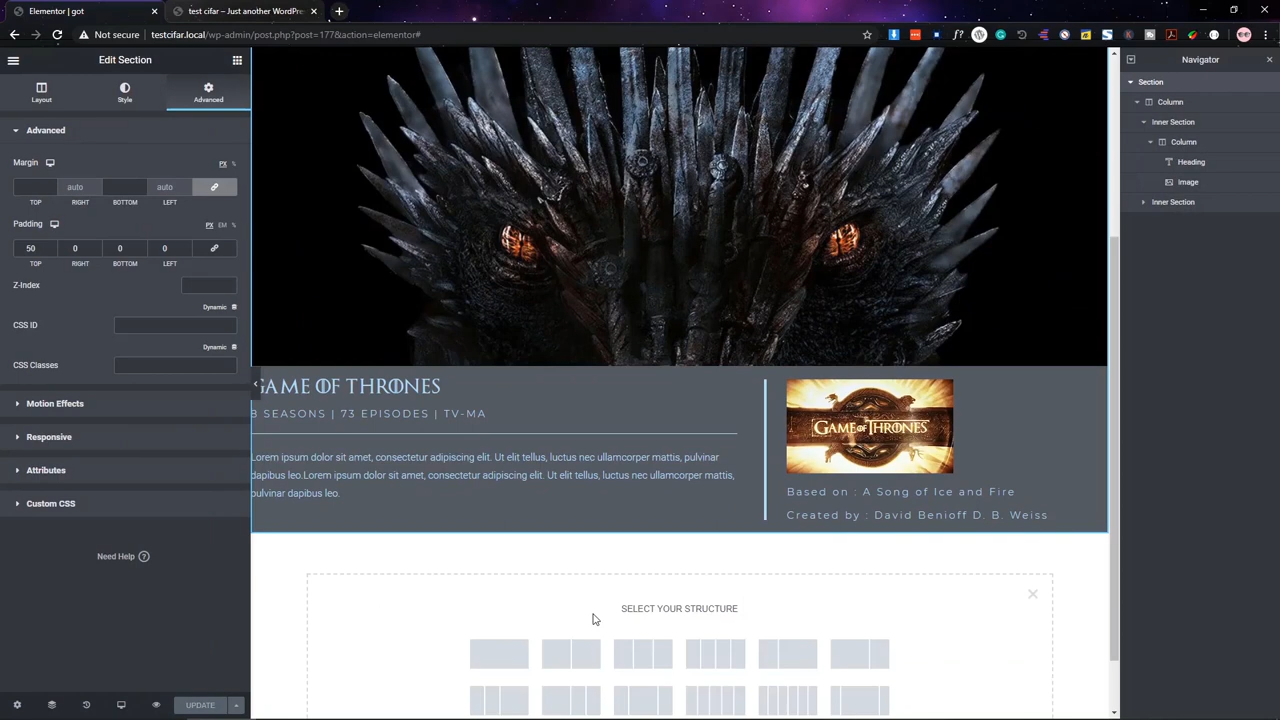 Elementor | got
test cifar – Just another WordPre
Not secure
testcifar.local/wp-admin/post.php?post=177&action=elementor#
Edit Section
Layout
Style
Advanced
Advanced
Margin
PX %
auto
auto
TOP
RIGHT
BOTTOM
LEFT
Padding
PX EM %
50
0
0
0
TOP
RIGHT
BOTTOM
LEFT
Z-Index
Dynamic
CSS ID
Dynamic
CSS Classes
Motion Effects
Responsive
Attributes
Custom CSS
Need Help
UPDATE
GAME OF THRONES
8 SEASONS | 73 EPISODES | TV-MA
Lorem ipsum dolor sit amet, consectetur adipiscing elit. Ut elit tellus, luctus nec ullamcorper mattis, pulvinar
dapibus leo.Lorem ipsum dolor sit amet, consectetur adipiscing elit. Ut elit tellus, luctus nec ullamcorper mattis,
pulvinar dapibus leo.
GAME OF THRONES
Based on : A Song of Ice and Fire
Created by : David Benioff D. B. Weiss
SELECT YOUR STRUCTURE
Navigator
Section
Column
Inner Section
Column
Heading
Image
Inner Section